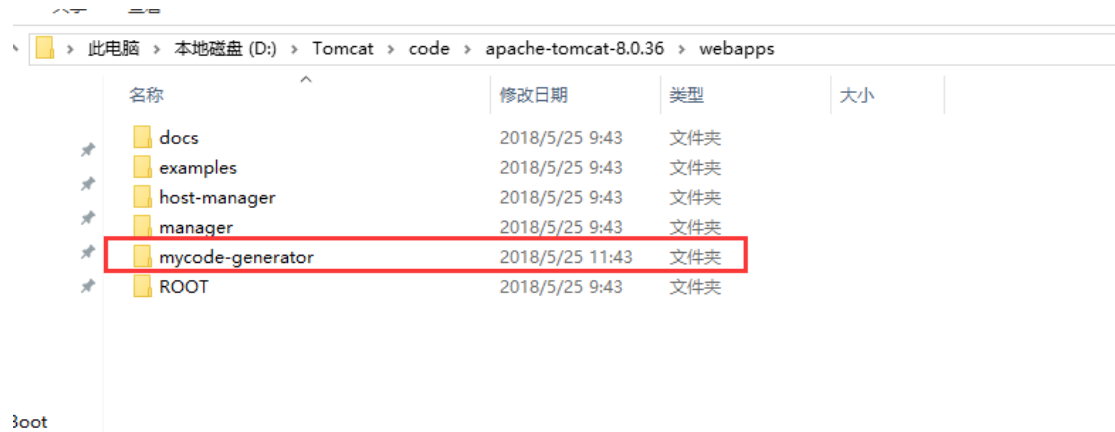 此电脑 > 本地磁盘 (D:) > Tomcat > code > apache-tomcat-8.0.36 > webapps
名称 修改日期 类型 大小
docs 2018/5/25 9:43 文件夹
examples 2018/5/25 9:43 文件夹
host-manager 2018/5/25 9:43 文件夹
manager 2018/5/25 9:43 文件夹
mycode-generator 2018/5/25 11:43 文件夹
ROOT 2018/5/25 9:43 文件夹